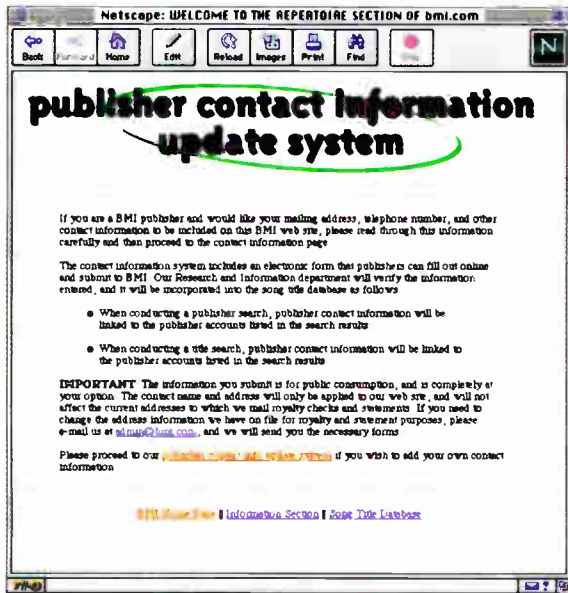 Netscape: WELCOME TO THE REPERTOIRE SECTION OF bmi.com
Back Forward Home Edit Reload Images Print Find Stop
N
publisher contact information
update system
If you are a BMI publisher and would like your mailing address, telephone number, and other
contact information to be included on this BMI web site, please read through this information
carefully and then proceed to the contact information page
The contact information system includes an electronic form that publishers can fill out online
and submit to BMI. Our Research and Information department will verify the information
entered, and it will be incorporated into the song title database as follows
● When conducting a publisher search, publisher contact information will be
linked to the publisher accounts listed in the search results
● When conducting a title search, publisher contact information will be linked to
the publisher accounts listed in the search results
IMPORTANT The information you submit is for public consumption, and is completely at
your option. The contact name and address will only be applied to our web site, and will not
affect the current addresses to which we mail royalty checks and statements. If you need to
change the address information we have on file for royalty and statement purposes, please
e-mail us at , and we will send you the necessary forms
Please proceed to our if you wish to add your own contact
information
BMI Home Page | Information Section | Song Title Database